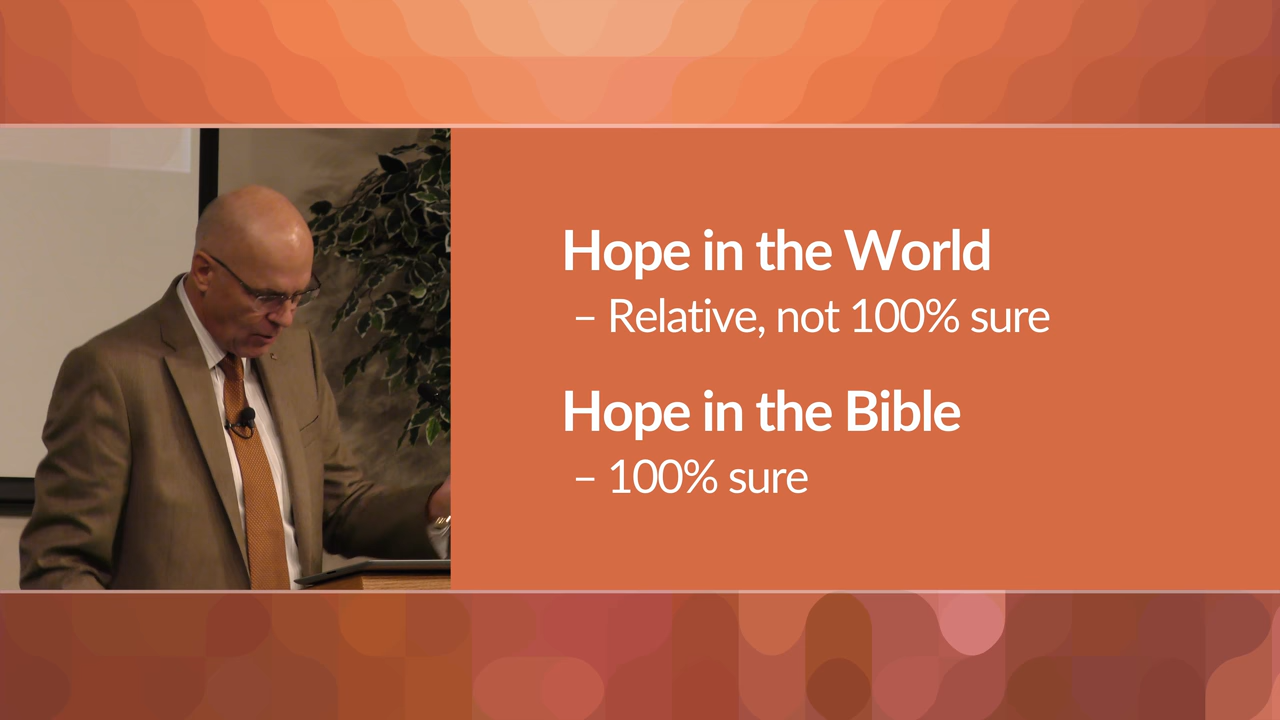 Hope in the World
– Relative, not 100% sure
Hope in the Bible
– 100% sure